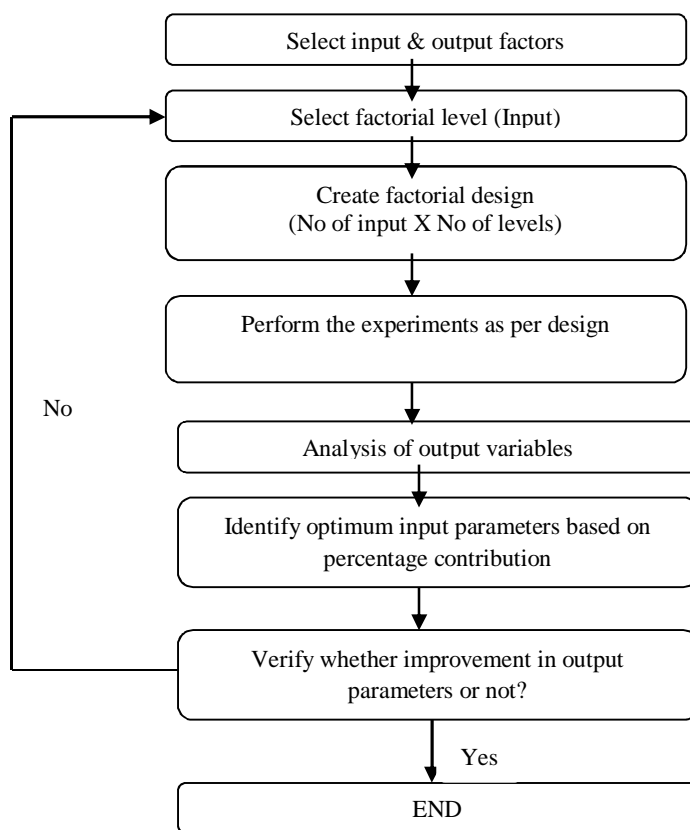 Select input & output factors
Select factorial level (Input)
Create factorial design
(No of input X No of levels)
Perform the experiments as per design
No
Analysis of output variables
Identify optimum input parameters based on
percentage contribution
Verify whether improvement in output
parameters or not?
Yes
END